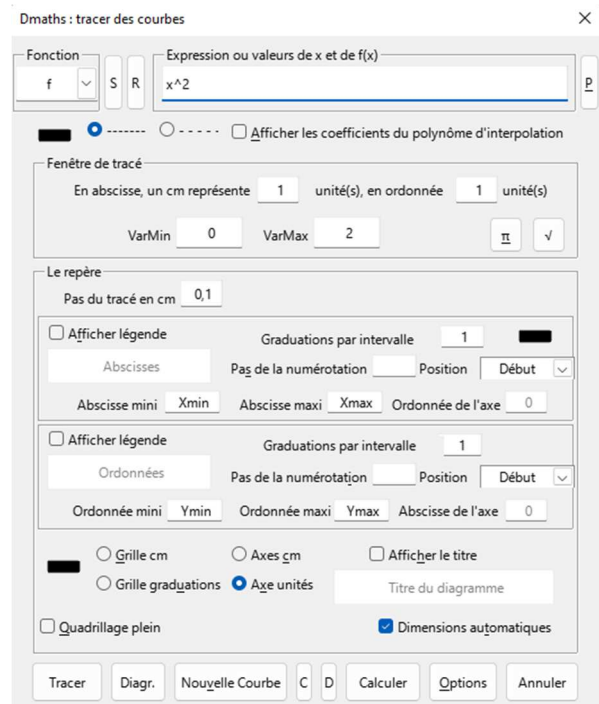 Dmaths : tracer des courbes
Fonction
Expression ou valeurs de x et de f(x)
f S R x^2 P
------- - - - - - Afficher les coefficients du polynôme d'interpolation
Fenêtre de tracé
En abscisse, un cm représente 1 unité(s), en ordonnée 1 unité(s)
VarMin 0 VarMax 2 π √
Le repère
Pas du tracé en cm 0,1
Afficher légende Graduations par intervalle 1
Abscisses Pas de la numérotation Position Début
Abscisse mini Xmin Abscisse maxi Xmax Ordonnée de l'axe 0
Afficher légende Graduations par intervalle 1
Ordonnées Pas de la numérotation Position Début
Ordonnée mini Ymin Ordonnée maxi Ymax Abscisse de l'axe 0
Grille cm Axes cm Afficher le titre
Grille graduations Axe unités Titre du diagramme
Quadrillage plein Dimensions automatiques
Tracer Diagr. Nouvelle Courbe C D Calculer Options Annuler